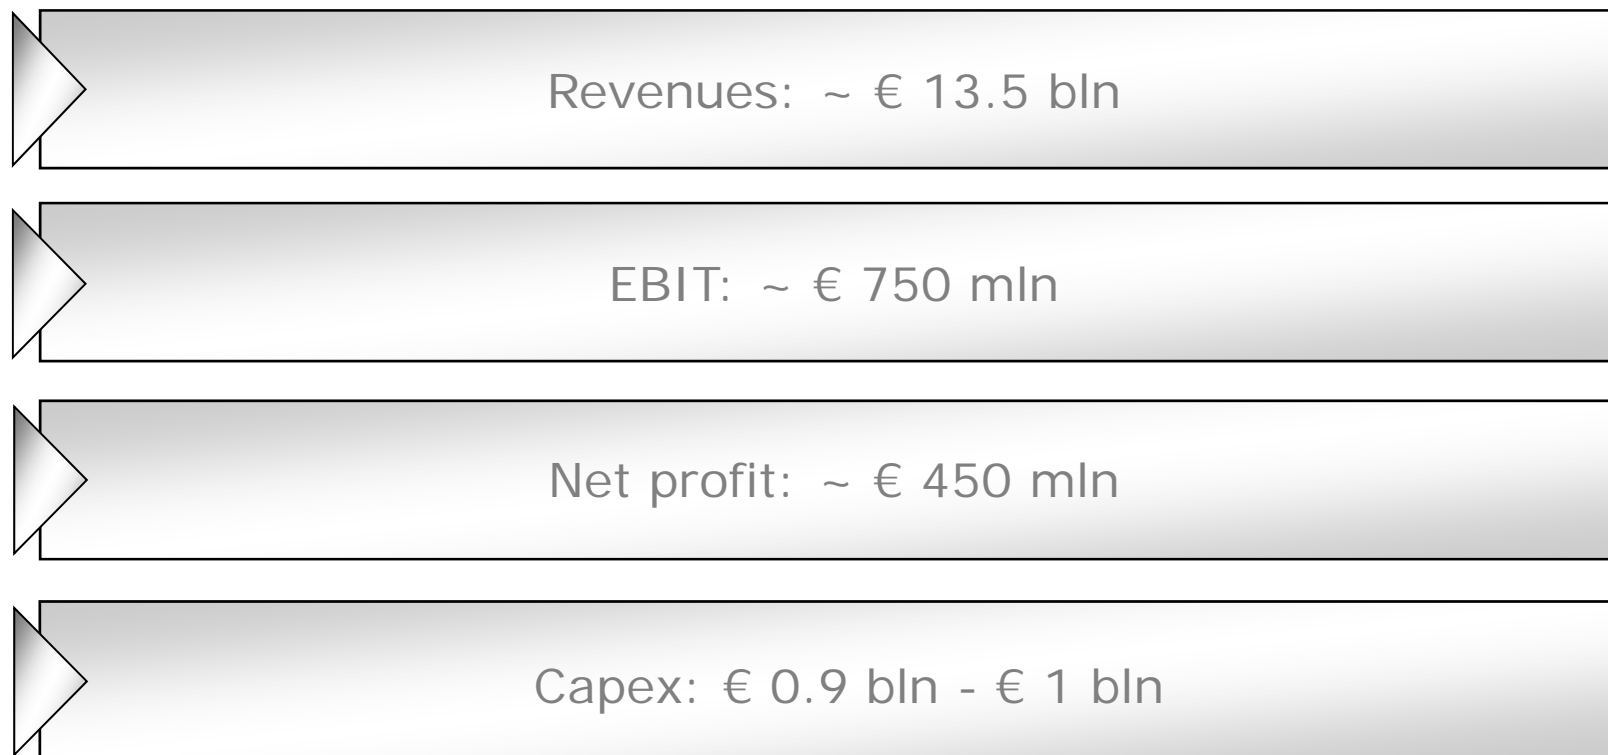 Revenues: ~ € 13.5 bln
EBIT: ~ € 750 mln
Net profit: ~ € 450 mln
Capex: € 0.9 bln - € 1 bln